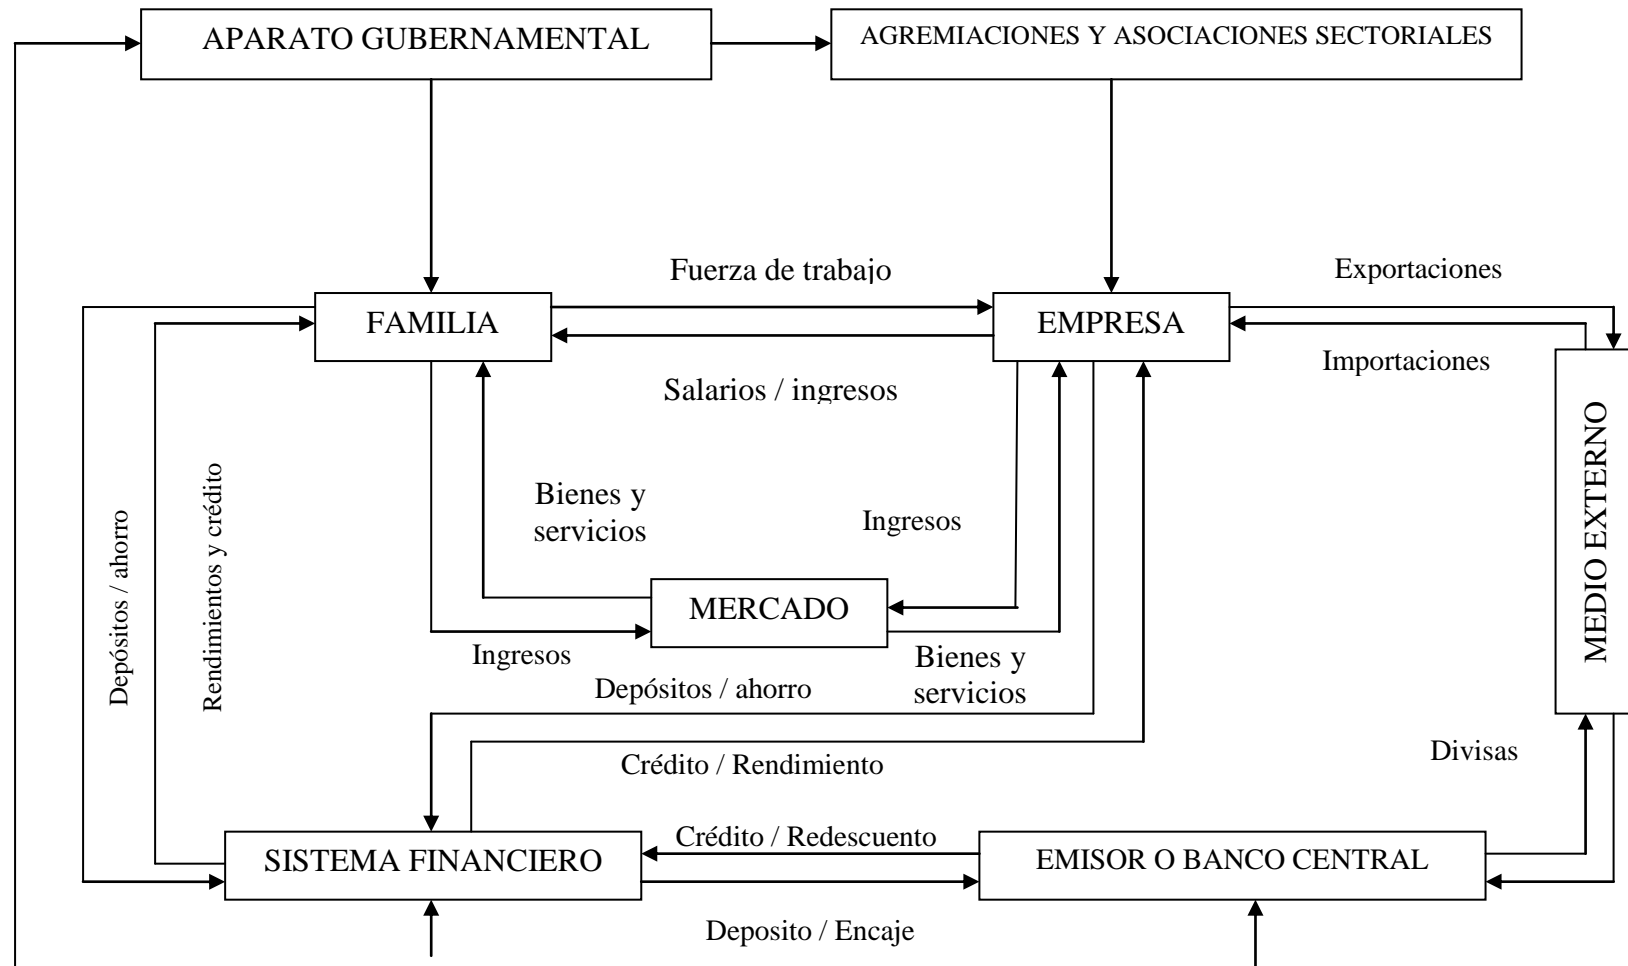 APARATO GUBERNAMENTAL
AGREMIACIONES Y ASOCIACIONES SECTORIALES
Fuerza de trabajo
Exportaciones
FAMILIA
EMPRESA
Importaciones
Salarios / ingresos
MEDIO EXTERNO
Depósitos / ahorro
Rendimientos y crédito
Bienes y
servicios
Ingresos
MERCADO
Ingresos
Bienes y
servicios
Depósitos / ahorro
Crédito / Rendimiento
Divisas
Crédito / Redescuento
SISTEMA FINANCIERO
EMISOR O BANCO CENTRAL
Deposito / Encaje